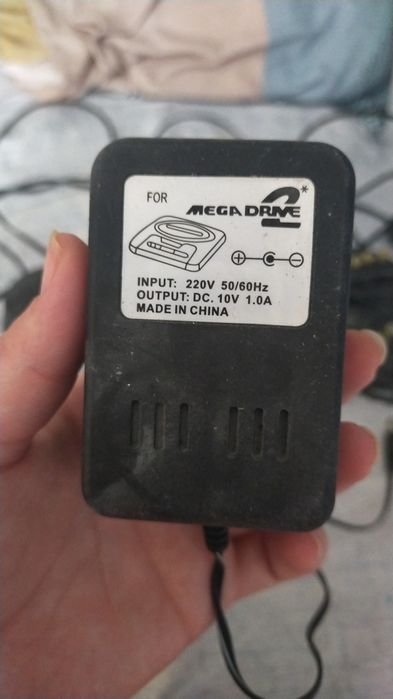 FOR
MEGA DRIVE 2*
INPUT: 220V 50/60Hz
OUTPUT: DC. 10V 1.0A
MADE IN CHINA